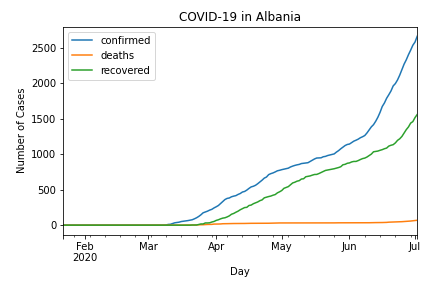 COVID-19 in Albania
confirmed
deaths
recovered
Number of Cases
2500
2000
1500
1000
500
0
Feb Mar Apr May Jun Jul
2020
Day